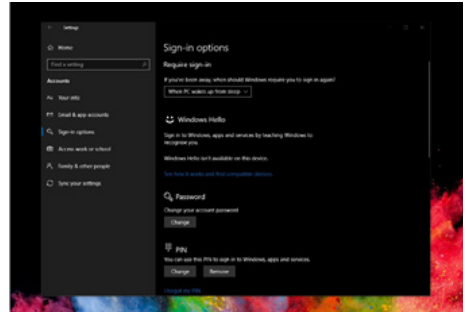 Settings
Home
Find a setting
Accounts
Your info
Email & app accounts
Sign-in options
Access work or school
Family & other people
Sync your settings
Sign-in options
Require sign-in
If you've been away, when should Windows require you to sign in again?
When PC wakes up from sleep
Windows Hello
Sign in to Windows, apps and services by teaching Windows to
recognize you.
Windows Hello isn't available on this device.
See how it works and find compatible devices.
Password
Change your account password
Change
PIN
You can use this PIN to sign in to Windows, apps and services.
Change Remove
I forgot my PIN